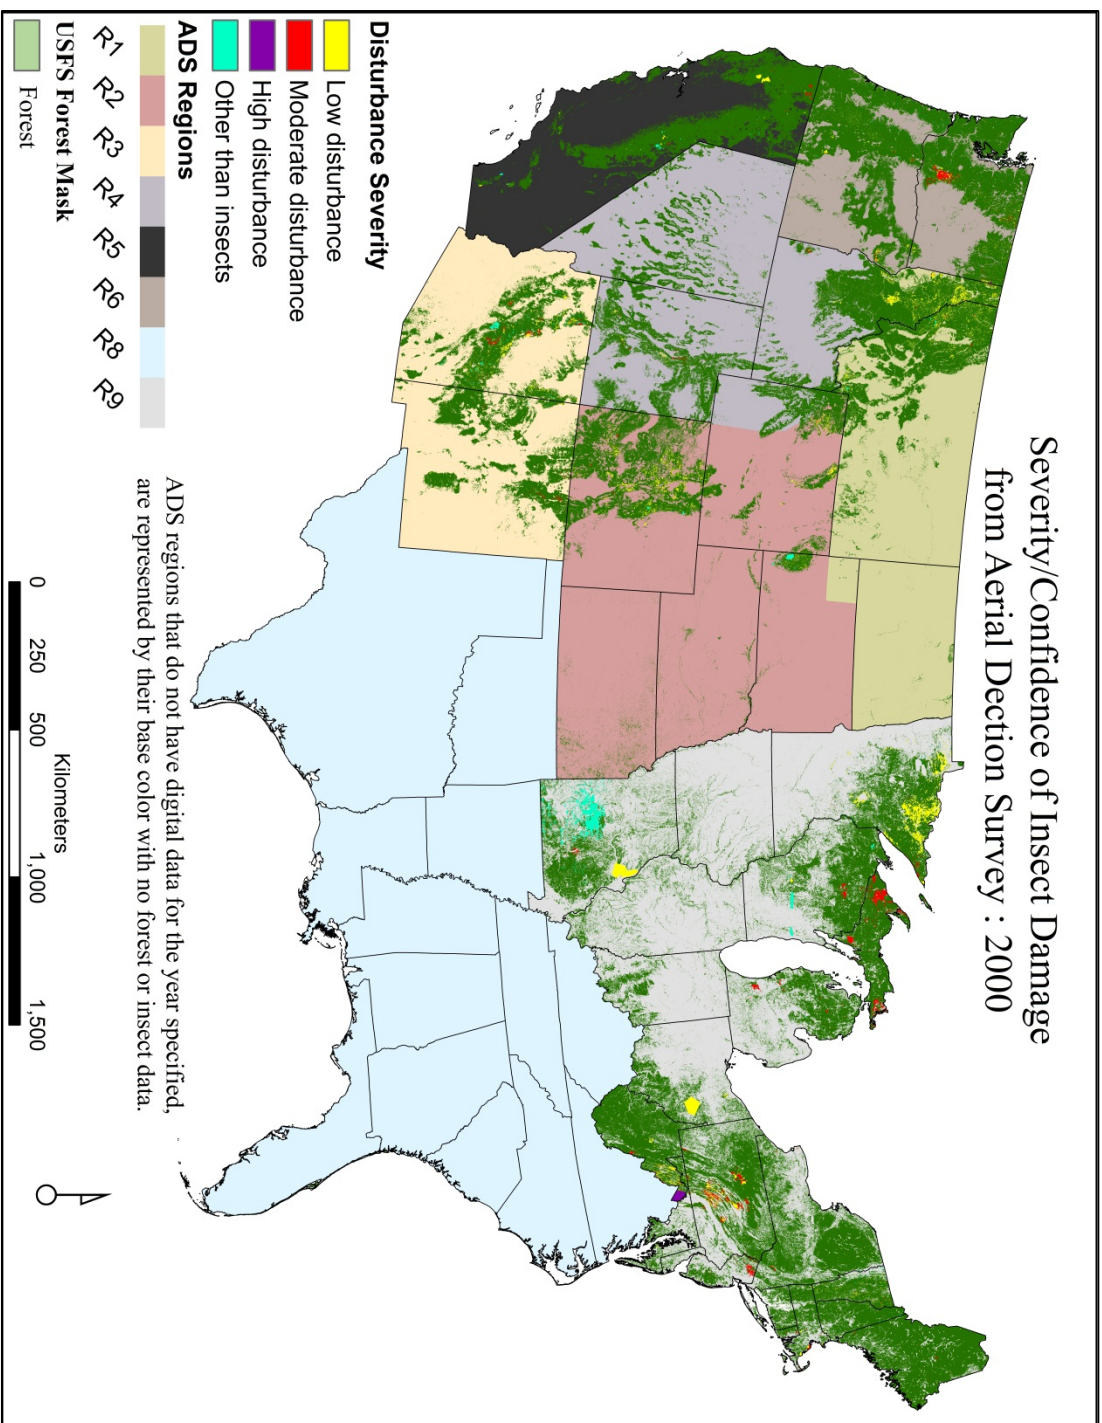 Severity/Confidence of Insect Damage
from Aerial Dection Survey : 2000
Disturbance Severity
Low disturbance
Moderate disturbance
High disturbance
Other than insects
ADS Regions
R1
R2
R3
R4
R5
R6
R8
R9
USFS Forest Mask
Forest
ADS regions that do not have digital data for the year specified,
are represented by their base color with no forest or insect data.
0 250 500 1,000 1,500
Kilometers